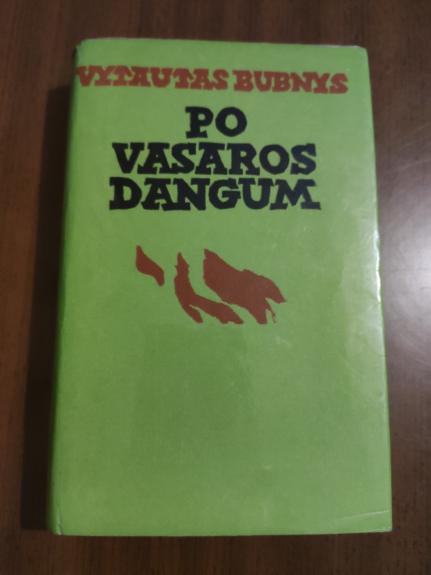 VYTAUTAS BUBNYS
PO
VASAROS
DANGUM